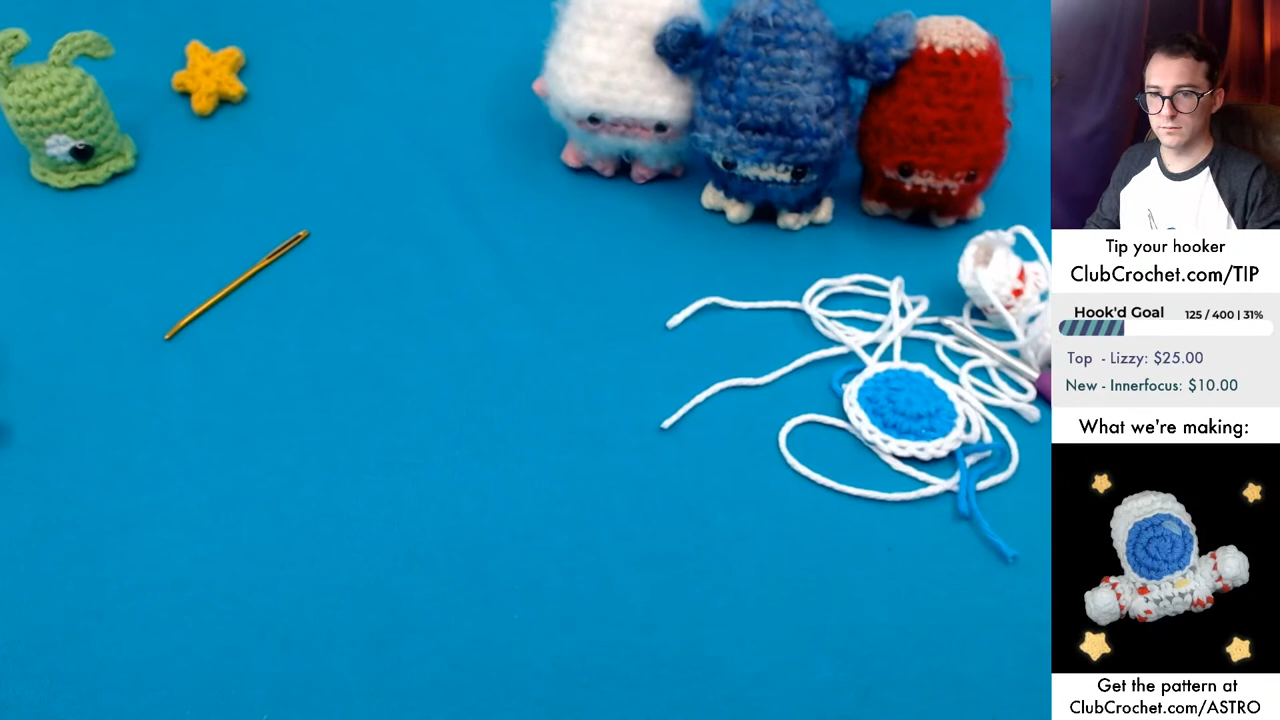 Tip your hooker
ClubCrochet.com/TIP
Hook'd Goal 125 / 400 | 31%
Top - Lizzy: $25.00
New - Innerfocus: $10.00
What we're making:
Get the pattern at
ClubCrochet.com/ASTRO